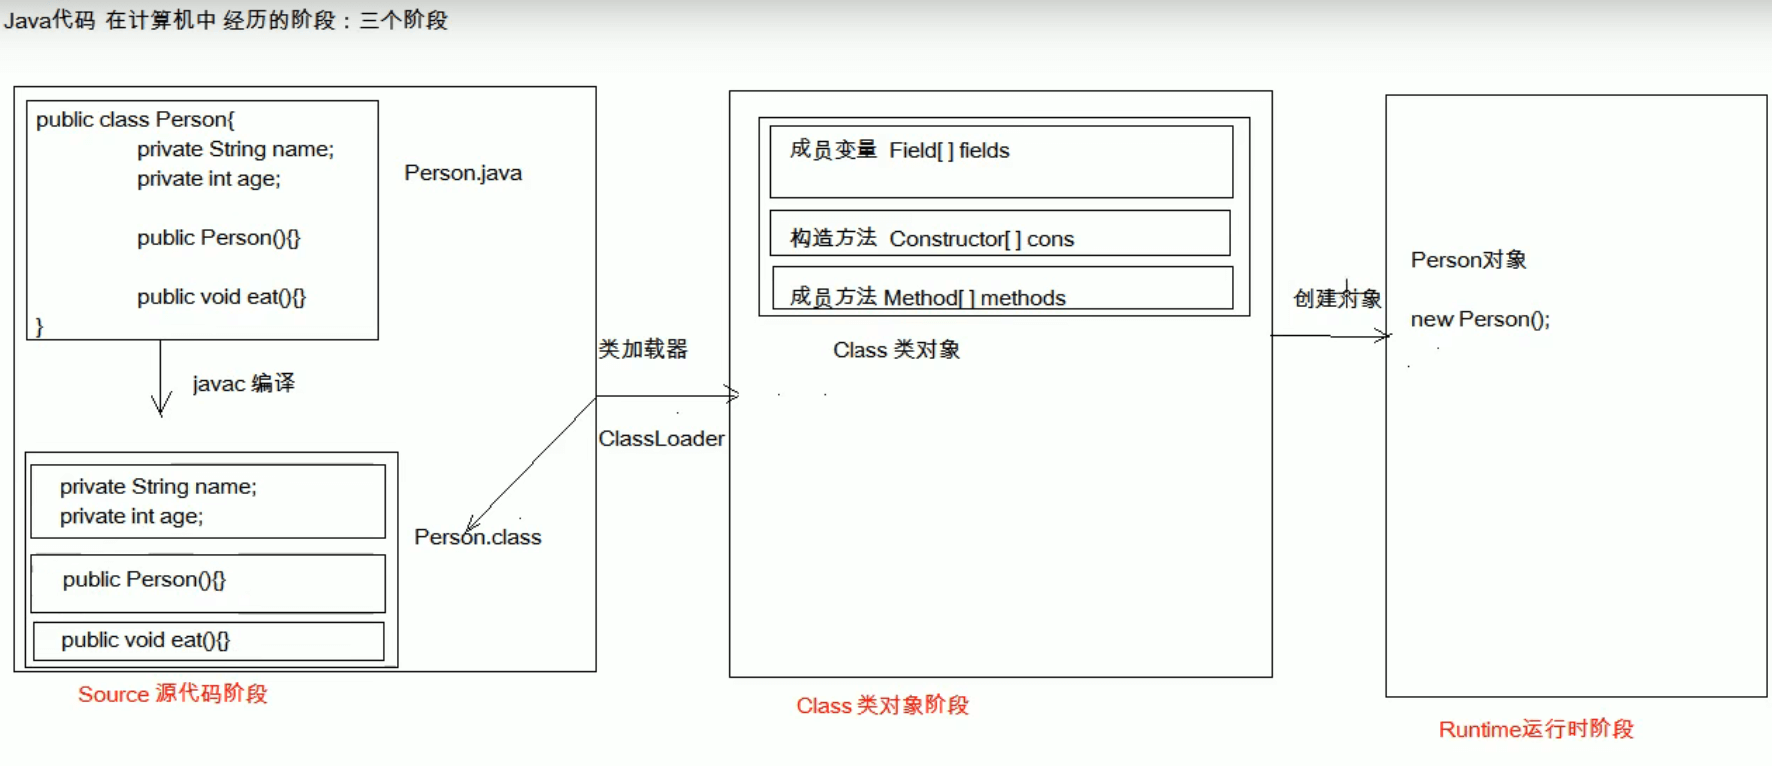 Java代码 在计算机中 经历的阶段：三个阶段
public class Person{
private String name;
private int age;
public Person(){}
public void eat(){}
}
Person.java
javac 编译
private String name;
private int age;
public Person(){}
public void eat(){}
Person.class
Source 源代码阶段
类加载器
ClassLoader
成员变量 Field[ ] fields
构造方法 Constructor[ ] cons
成员方法 Method[ ] methods
Class 类对象
Class 类对象阶段
创建对象
Person对象
new Person();
Runtime运行时阶段